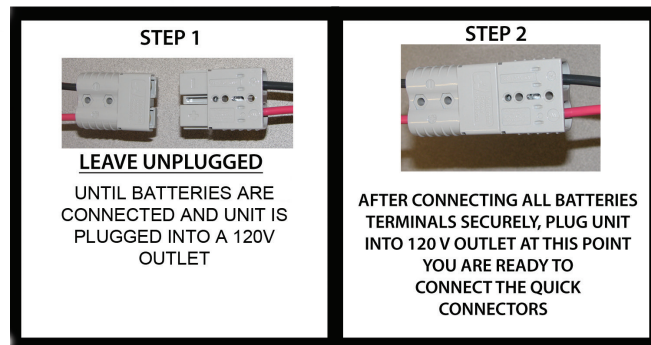 STEP 1
LEAVE UNPLUGGED
UNTIL BATTERIES ARE
CONNECTED AND UNIT IS
PLUGGED INTO A 120V
OUTLET
STEP 2
AFTER CONNECTING ALL BATTERIES
TERMINALS SECURELY, PLUG UNIT
INTO 120 V OUTLET AT THIS POINT
YOU ARE READY TO
CONNECT THE QUICK
CONNECTORS